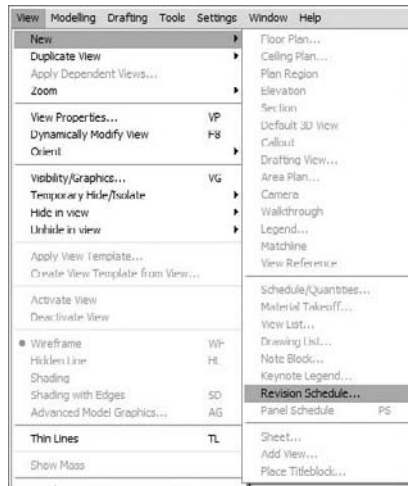 View Modelling Drafting Tools Settings Window Help
New
Duplicate View
Apply Dependent Views...
Zoom
View Properties... VP
Dynamically Modify View F8
Orient
Visibility/Graphics... VG
Temporary Hide/Isolate
Hide in view
Unhide in view
Apply View Template...
Create View Template from View...
Activate View
Deactivate View
Wireframe WF
Hidden Line HL
Shading
Shading with Edges SD
Advanced Model Graphics... AG
Thin Lines TL
Show Mass
Floor Plan...
Ceiling Plan...
Plan Region
Elevation
Section
Default 3D View
Callout
Drafting View...
Area Plan...
Camera
Walkthrough
Legend...
Matchline
View Reference
Schedule/Quantities...
Material Takeoff...
View List...
Drawing List...
Note Block...
Keynote Legend...
Revision Schedule...
Panel Schedule PS
Sheet...
Add View...
Place Titleblock...